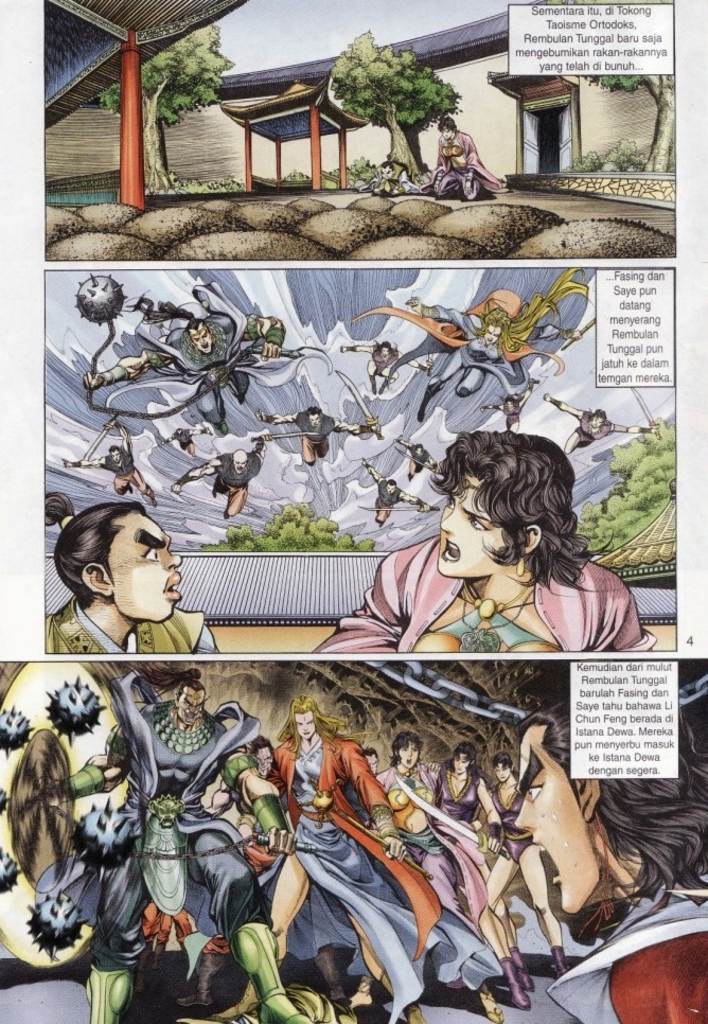 Sementara itu, di Tokong
Taoisme Ortodoks,
Rembulan Tunggal baru saja
mengebumikan rakan-rakannya
yang telah di bunuh...
...Fasing dan
Saye pun
datang
menyerang
Rembulan
Tunggal pun
jatuh ke dalam
temgan mereka.
4
Kemudian dari mulut
Rembulan Tunggal
barulah Fasing dan
Saye tahu bahawa Li
Chun Feng berada di
Istana Dewa. Mereka
pun menyerbu masuk
ke Istana Dewa
dengan segera.